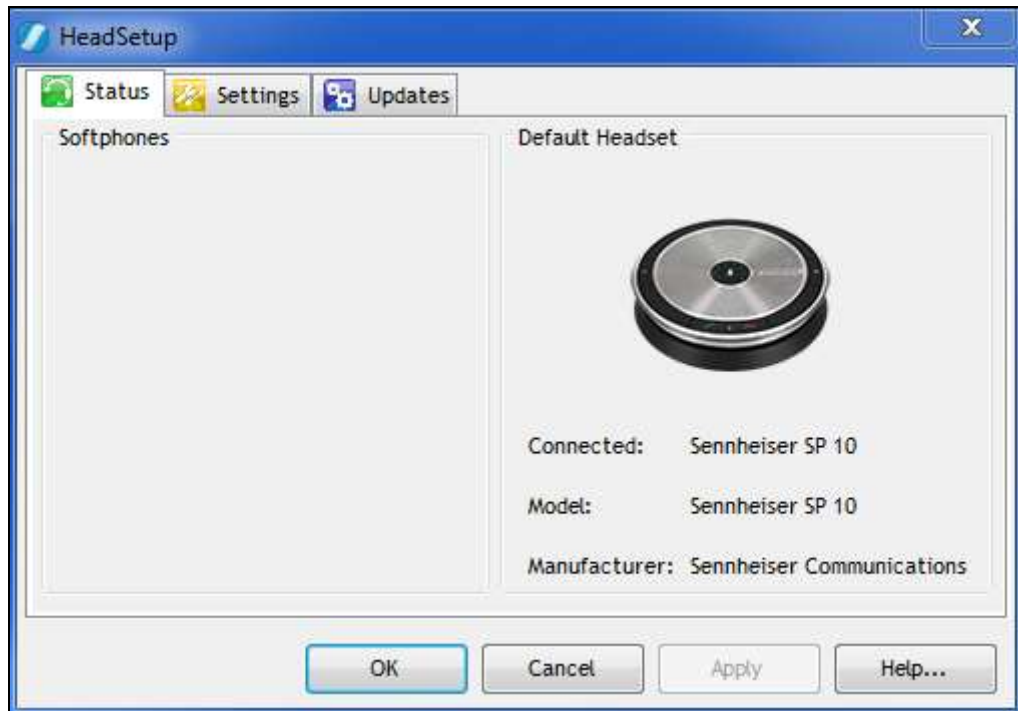 HeadSetup
Status Settings Updates
Softphones
Default Headset
Connected: Sennheiser SP 10
Model: Sennheiser SP 10
Manufacturer: Sennheiser Communications
OK Cancel Apply Help...